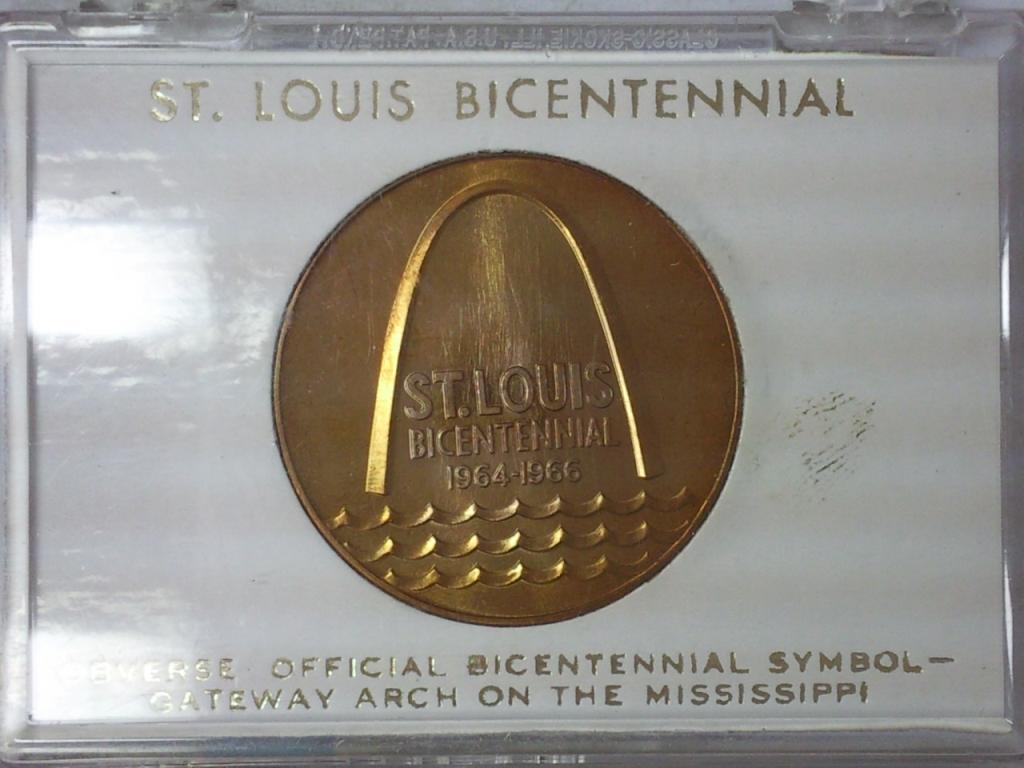 ST. LOUIS BICENTENNIAL
ST. LOUIS
BICENTENNIAL
1964-1966
OBVERSE OFFICIAL BICENTENNIAL SYMBOL—
GATEWAY ARCH ON THE MISSISSIPPI